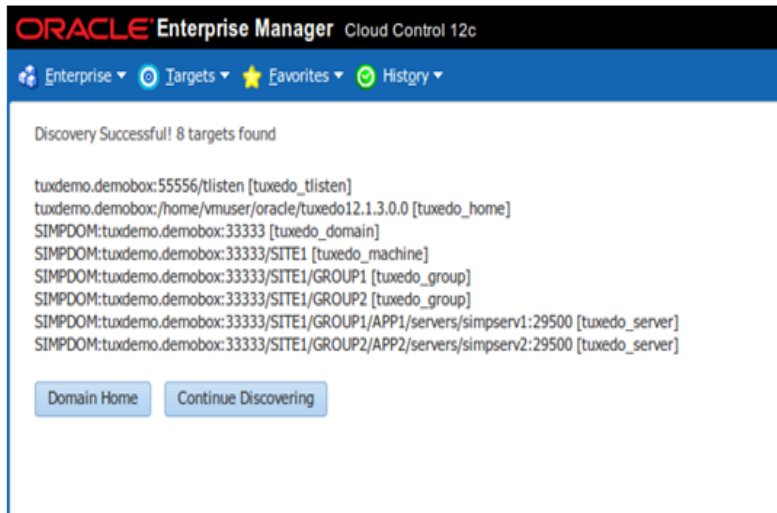 ORACLE Enterprise Manager Cloud Control 12c
Enterprise Targets Favorites History
Discovery Successful! 8 targets found
tuxdemo.demobox:55556/tlisten [tuxedo_tlisten]
tuxdemo.demobox:/home/vmuser/oracle/tuxedo12.1.3.0.0 [tuxedo_home]
SIMPDOM:tuxdemo.demobox:33333 [tuxedo_domain]
SIMPDOM:tuxdemo.demobox:33333/SITE1 [tuxedo_machine]
SIMPDOM:tuxdemo.demobox:33333/SITE1/GROUP1 [tuxedo_group]
SIMPDOM:tuxdemo.demobox:33333/SITE1/GROUP2 [tuxedo_group]
SIMPDOM:tuxdemo.demobox:33333/SITE1/GROUP1/APP1/servers/simpserv1:29500 [tuxedo_server]
SIMPDOM:tuxdemo.demobox:33333/SITE1/GROUP2/APP2/servers/simpserv2:29500 [tuxedo_server]
Domain Home Continue Discovering